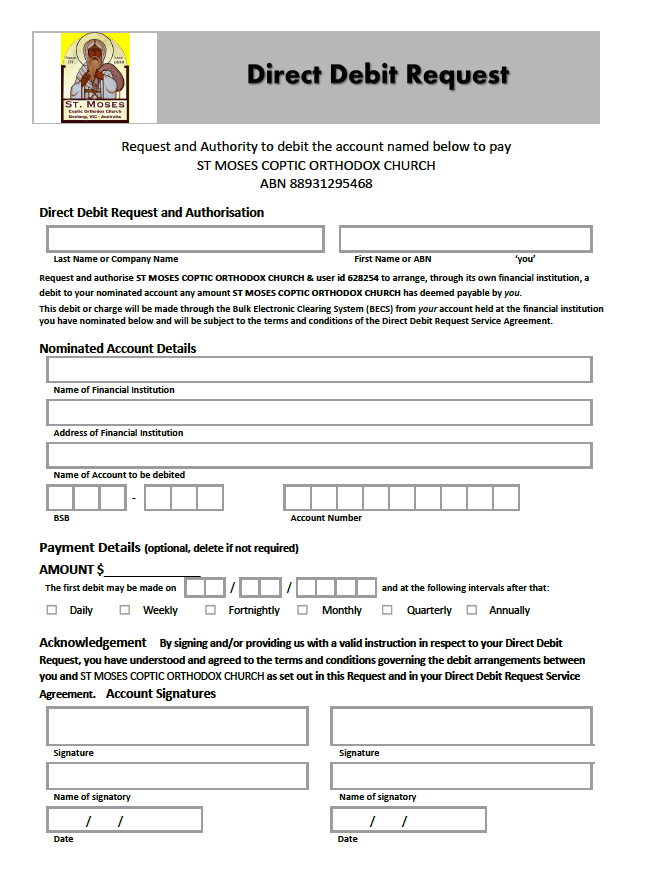 ST. MOSES
Coptic Orthodox Church
Geelong, VIC - Australia
Direct Debit Request
Request and Authority to debit the account named below to pay
ST MOSES COPTIC ORTHODOX CHURCH
ABN 88931295468
Direct Debit Request and Authorisation
Last Name or Company Name
First Name or ABN ‘you’
Request and authorise ST MOSES COPTIC ORTHODOX CHURCH & user id 628254 to arrange, through its own financial institution, a
debit to your nominated account any amount ST MOSES COPTIC ORTHODOX CHURCH has deemed payable by you.
This debit or charge will be made through the Bulk Electronic Clearing System (BECS) from your account held at the financial institution
you have nominated below and will be subject to the terms and conditions of the Direct Debit Request Service Agreement.
Nominated Account Details
Name of Financial Institution
Address of Financial Institution
Name of Account to be debited
-
BSB
Account Number
Payment Details (optional, delete if not required)
AMOUNT $____________
The first debit may be made on / / and at the following intervals after that:
Daily Weekly Fortnightly Monthly Quarterly Annually
Acknowledgement By signing and/or providing us with a valid instruction in respect to your Direct Debit
Request, you have understood and agreed to the terms and conditions governing the debit arrangements between
you and ST MOSES COPTIC ORTHODOX CHURCH as set out in this Request and in your Direct Debit Request Service
Agreement. Account Signatures
Signature
Signature
Name of signatory
Name of signatory
/ /
/ /
Date
Date